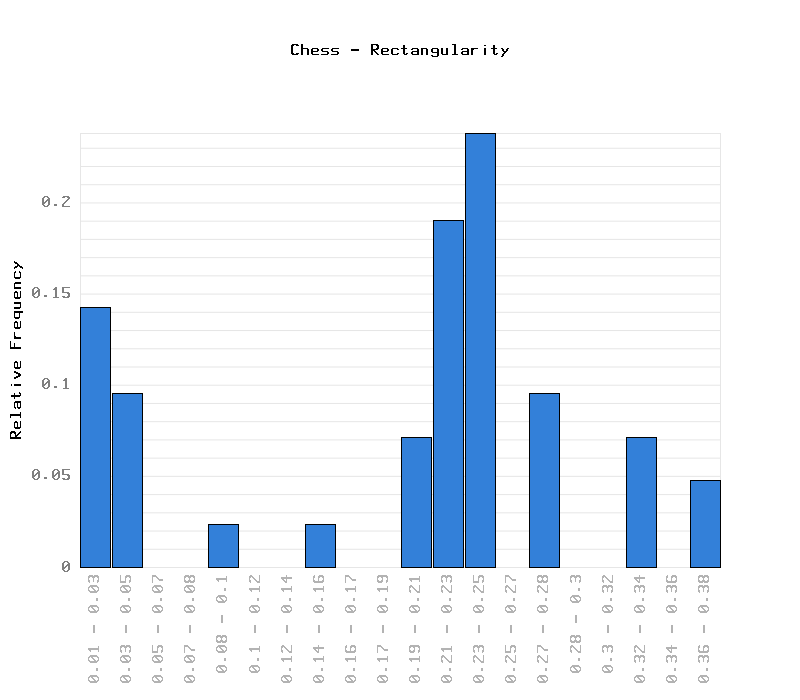 Chess - Rectangularity
Relative Frequency
0.2
0.15
0.1
0.05
0
0.01 - 0.03
0.03 - 0.05
0.05 - 0.07
0.07 - 0.08
0.08 - 0.1
0.1 - 0.12
0.12 - 0.14
0.14 - 0.16
0.16 - 0.17
0.17 - 0.19
0.19 - 0.21
0.21 - 0.23
0.23 - 0.25
0.25 - 0.27
0.27 - 0.28
0.28 - 0.3
0.3 - 0.32
0.32 - 0.34
0.34 - 0.36
0.36 - 0.38